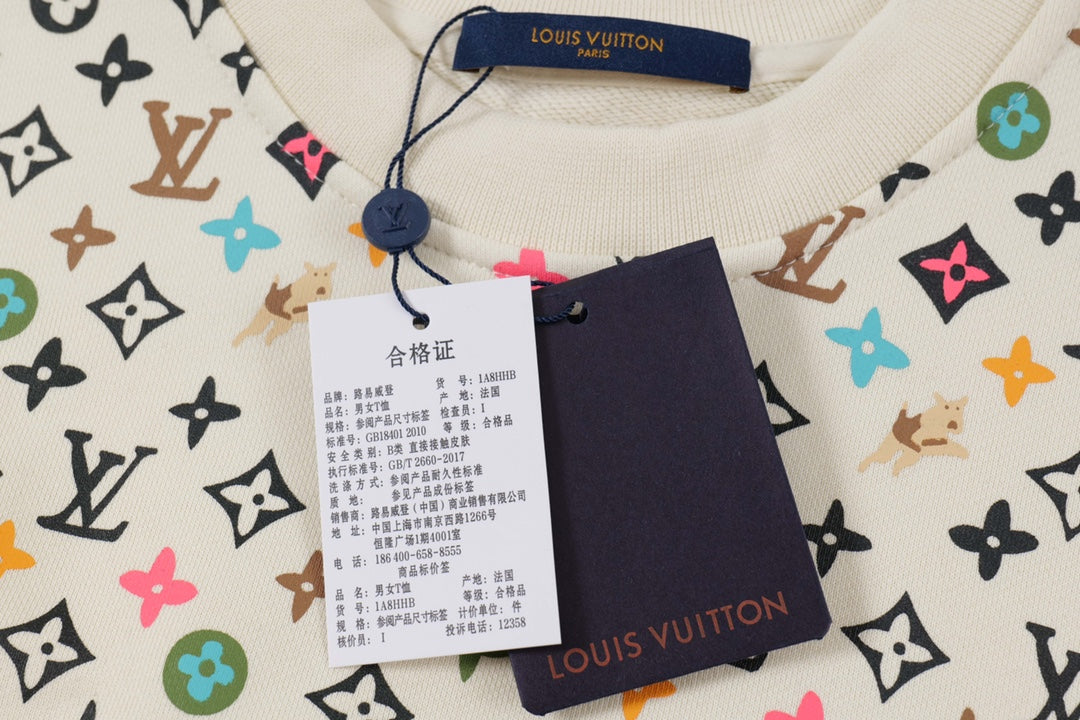 LOUIS VUITTON
PARIS
合格证
品牌: 路易威登 货 号: 1A8HHB
品名: 男女T恤 产 地: 法国
规格: 参阅产品尺寸标签 检查员: I
标准号: GB18401 2010 等 级: 合格品
安 全 类 别: B类 直接接触皮肤
执行标准号: GB/T 2660-2017
洗 涤 方 式: 参阅产品耐久性标准
质 地: 参见产品成份标签
销售商: 路易威登（中国）商业销售有限公司
地 址: 中国上海市南京西路1266号
恒隆广场1期4001室
电 话: 186 400-658-8555
商品标价签
品 名: 男女T恤 产地: 法国
货 号: 1A8HHB 等级: 合格品
规 格: 参阅产品尺寸标签 计价单位: 件
核价员: I 投诉电话: 12358
LOUIS VUITTON